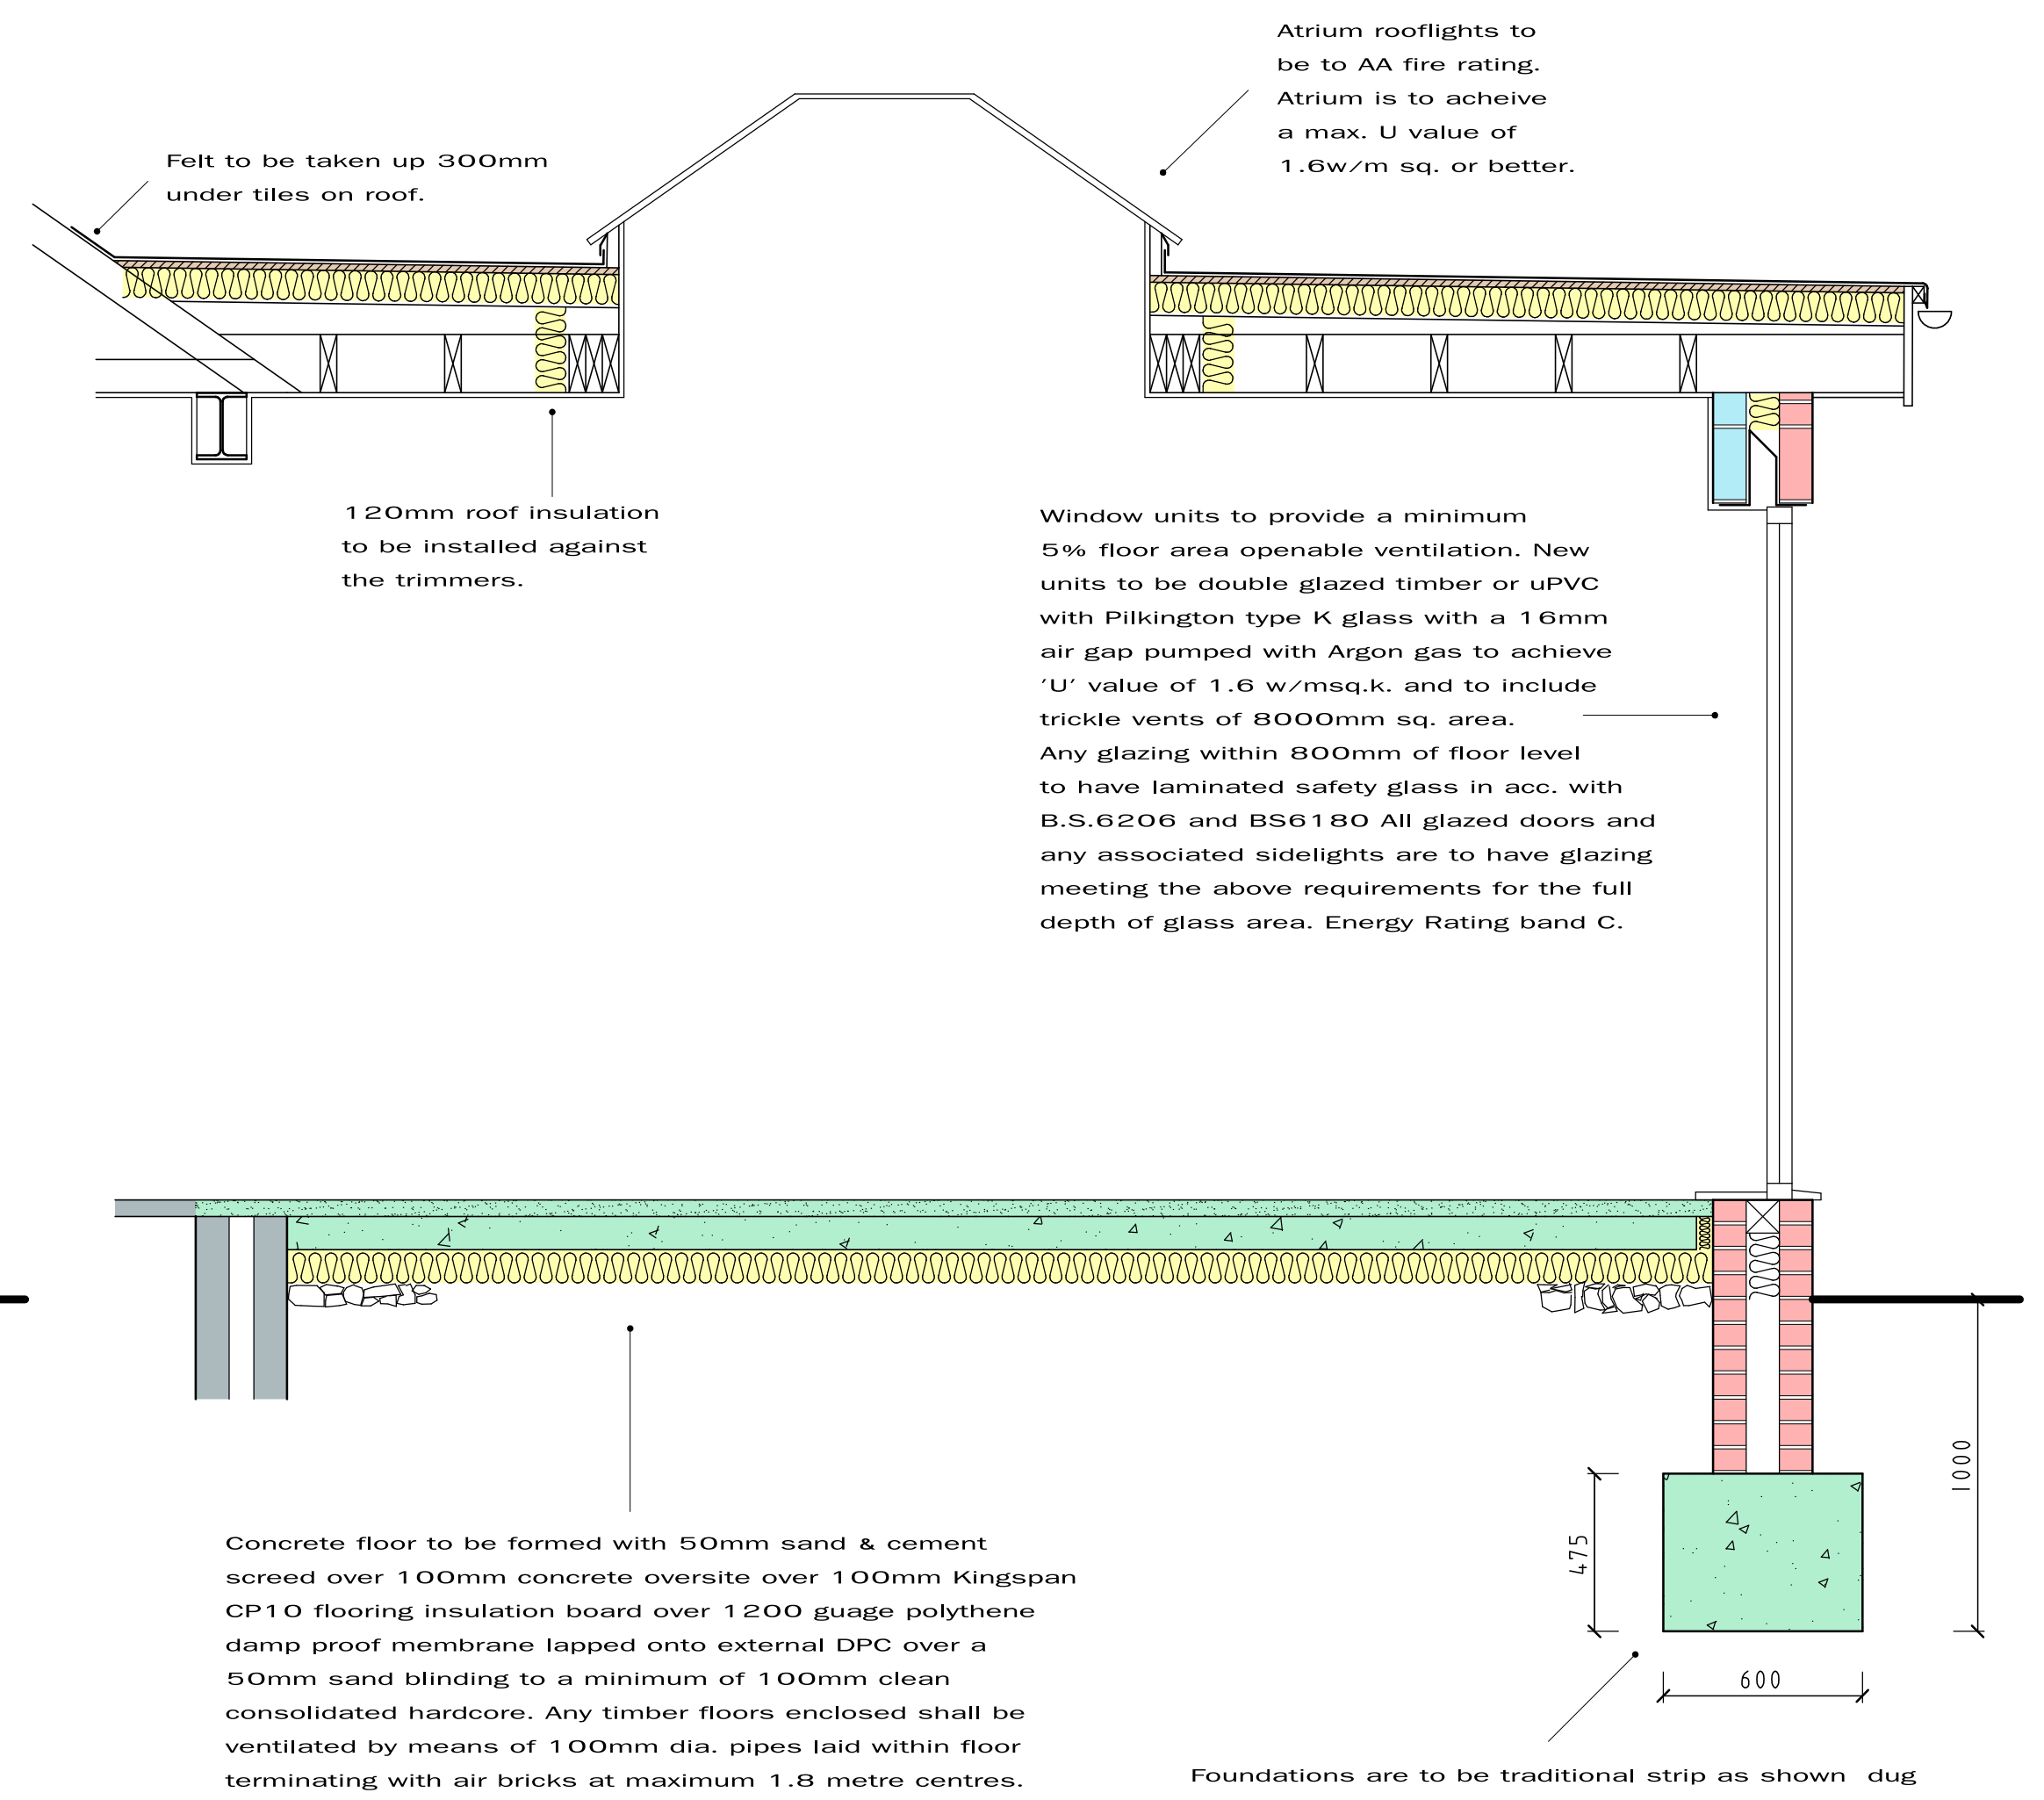 Atrium rooflights to
be to AA fire rating.
Atrium is to acheive
a max. U value of
1.6w/m sq. or better.
Felt to be taken up 300mm
under tiles on roof.
120mm roof insulation
to be installed against
the trimmers.
Window units to provide a minimum
5% floor area openable ventilation. New
units to be double glazed timber or uPVC
with Pilkington type K glass with a 16mm
air gap pumped with Argon gas to achieve
'U' value of 1.6 w/msq.k. and to include
trickle vents of 8000mm sq. area.
Any glazing within 800mm of floor level
to have laminated safety glass in acc. with
B.S.6206 and BS6180 All glazed doors and
any associated sidelights are to have glazing
meeting the above requirements for the full
depth of glass area. Energy Rating band C.
1000
475
600
Concrete floor to be formed with 50mm sand & cement
screed over 100mm concrete oversite over 100mm Kingspan
CP10 flooring insulation board over 1200 guage polythene
damp proof membrane lapped onto external DPC over a
50mm sand blinding to a minimum of 100mm clean
consolidated hardcore. Any timber floors enclosed shall be
ventilated by means of 100mm dia. pipes laid within floor
terminating with air bricks at maximum 1.8 metre centres.
Foundations are to be traditional strip as shown dug